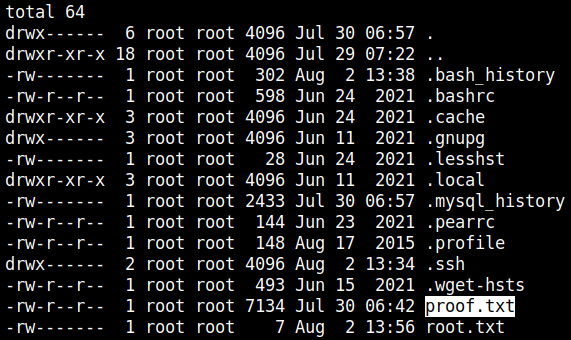 total 64
drwx------  6 root root 4096 Jul 30 06:57 .
drwxr-xr-x 18 root root 4096 Jul 29 07:22 ..
-rw-------  1 root root  302 Aug  2 13:38 .bash_history
-rw-r--r--  1 root root  598 Jun 24  2021 .bashrc
drwxr-xr-x  3 root root 4096 Jun 24  2021 .cache
drwx------  3 root root 4096 Jun 11  2021 .gnupg
-rw-------  1 root root   28 Jun 24  2021 .lesshst
drwxr-xr-x  3 root root 4096 Jun 11  2021 .local
-rw-------  1 root root 2433 Jul 30 06:57 .mysql_history
-rw-r--r--  1 root root  144 Jun 23  2021 .pearrc
-rw-r--r--  1 root root  148 Aug 17  2015 .profile
drwx------  2 root root 4096 Aug  2 13:34 .ssh
-rw-r--r--  1 root root  493 Jun 15  2021 .wget-hsts
-rw-r--r--  1 root root 7134 Jul 30 06:42 proof.txt
-rw-------  1 root root    7 Aug  2 13:56 root.txt